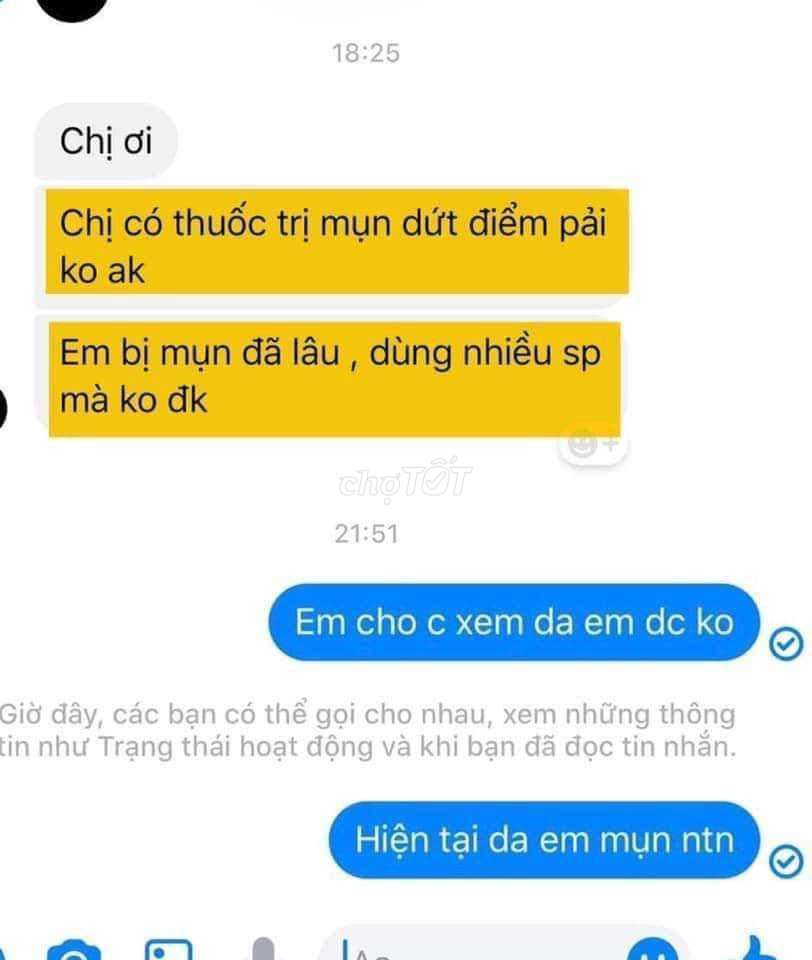 18:25
Chị ơi
Chị có thuốc trị mụn dứt điểm pải
ko ak
Em bị mụn đã lâu , dùng nhiều sp
mà ko đk
chợTỐT
21:51
Em cho c xem da em dc ko
Giờ đây, các bạn có thể gọi cho nhau, xem những thông
tin như Trạng thái hoạt động và khi bạn đã đọc tin nhắn.
Hiện tại da em mụn ntn
Aa